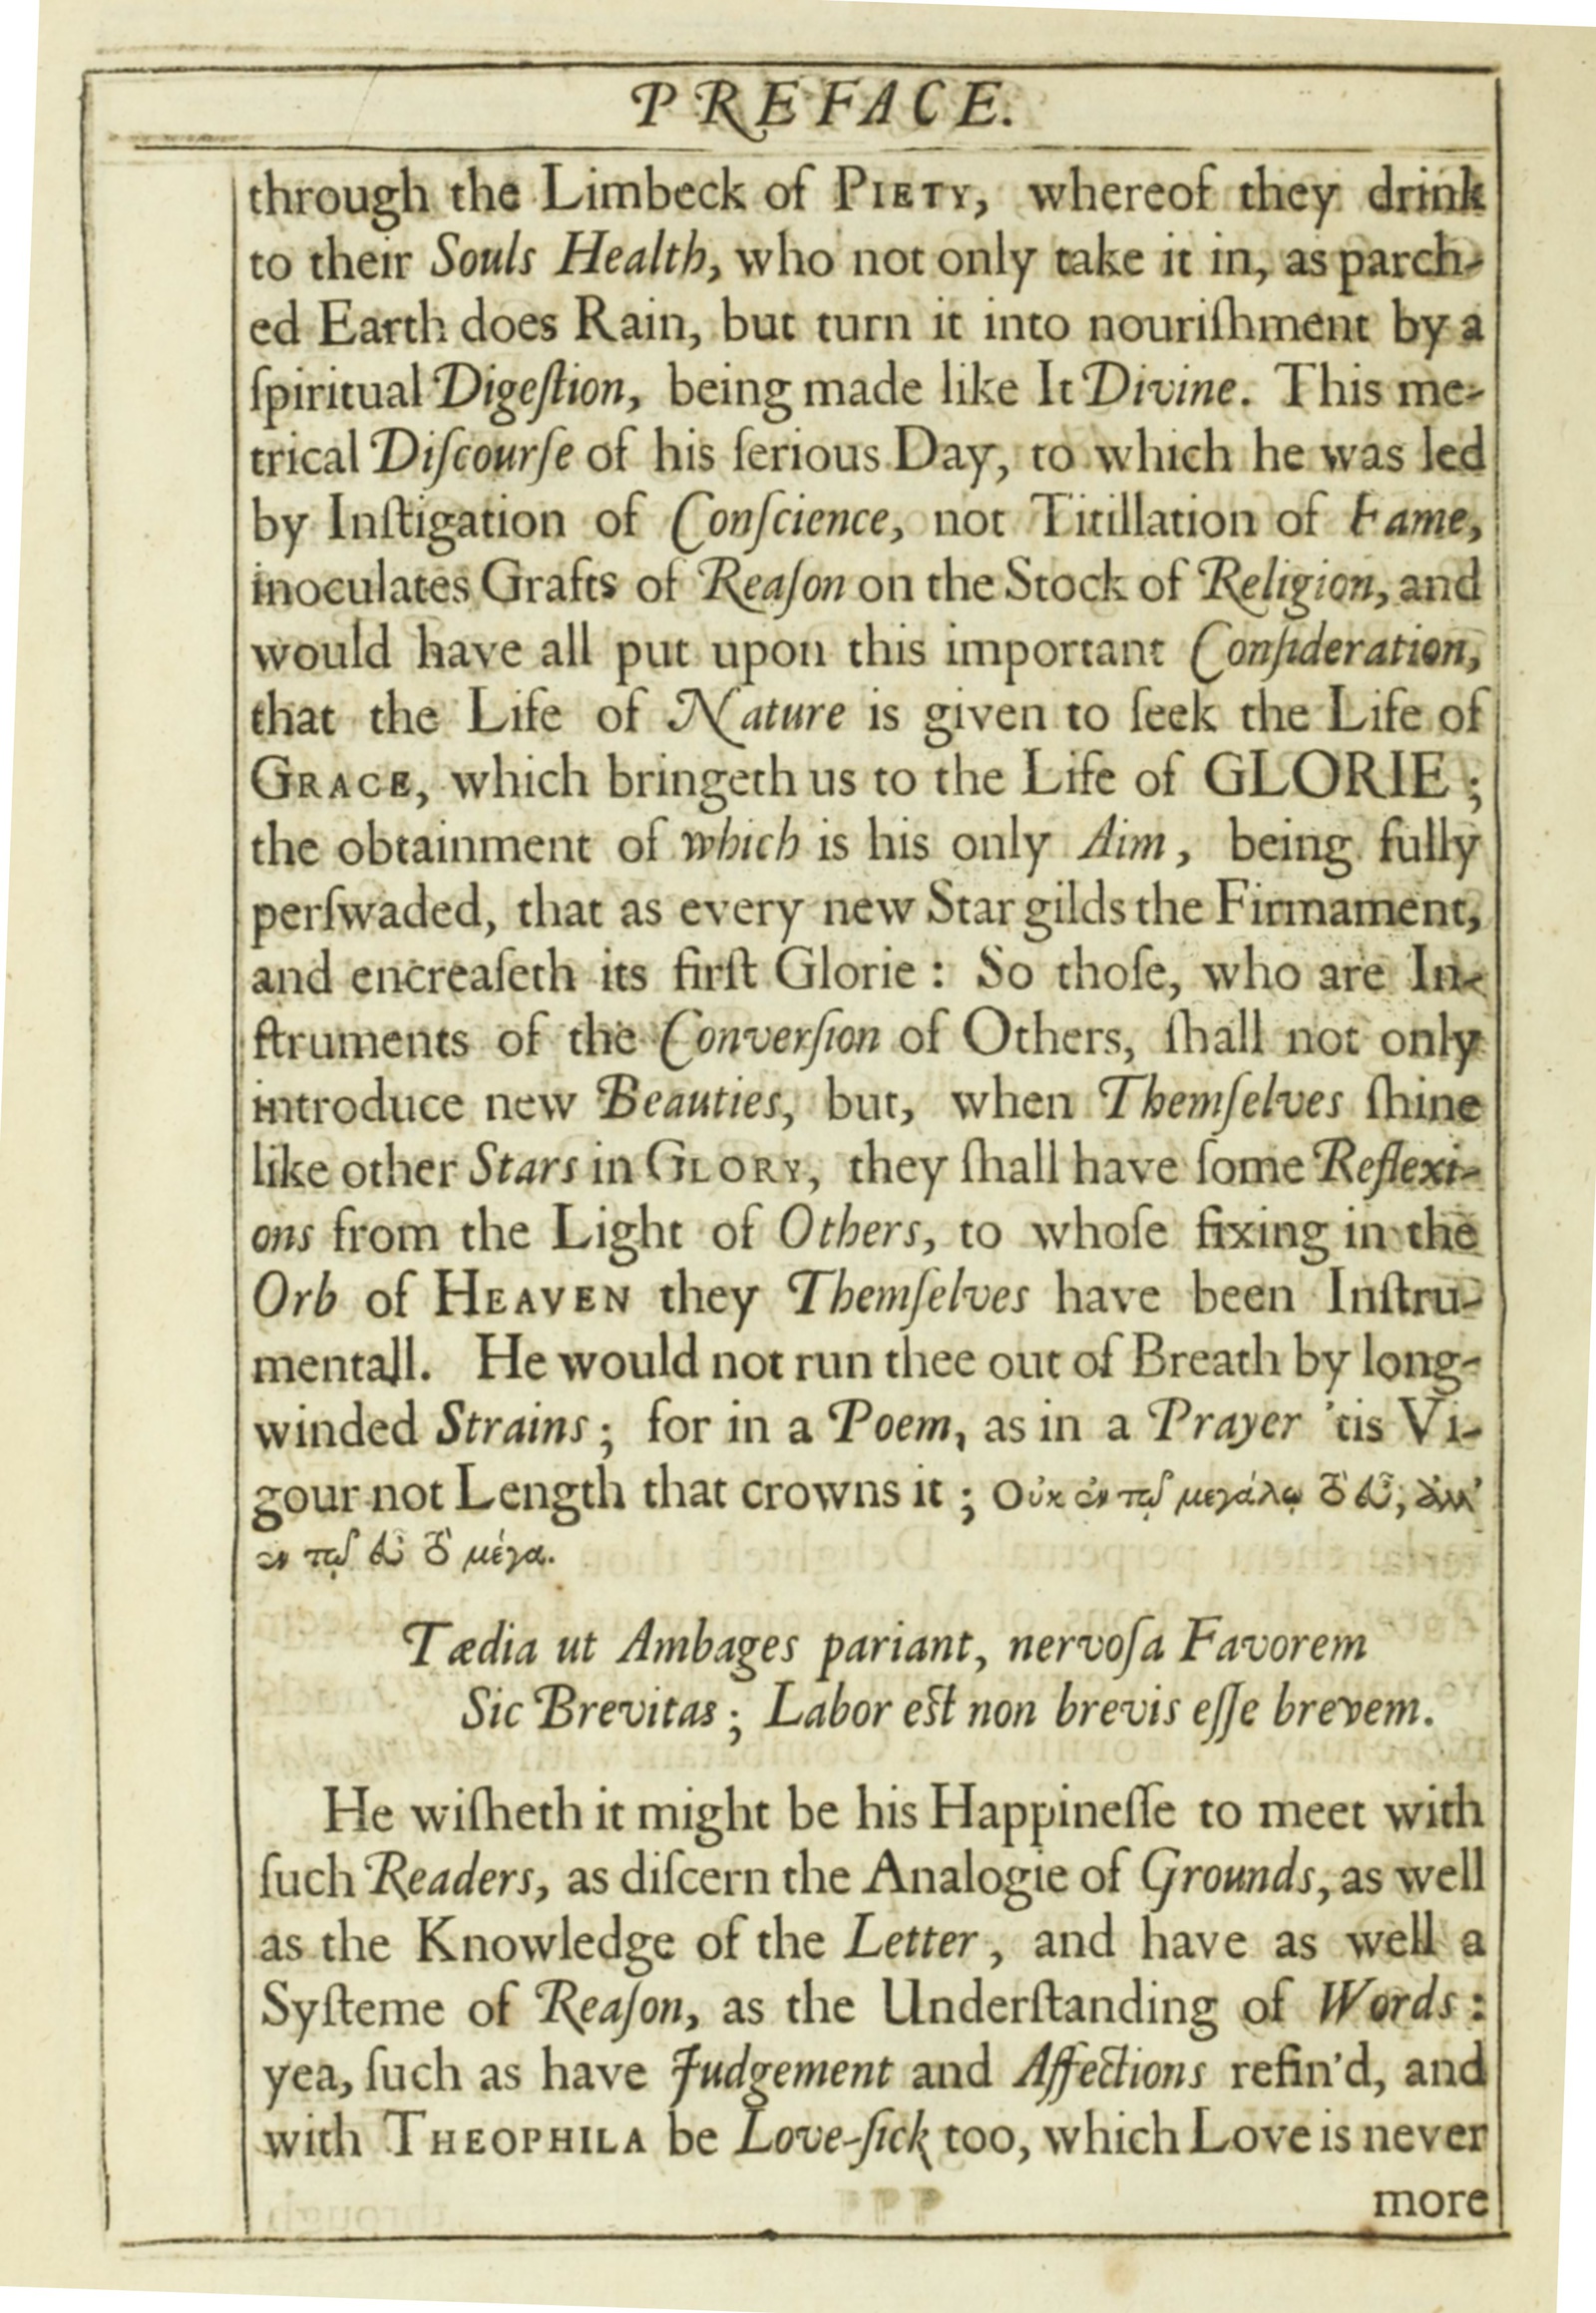 PREFACE.
through the Limbeck of PIETY, whereof they drink
to their Souls Health, who not only take it in, as parch-
ed Earth does Rain, but turn it into nouriſhment by a
ſpiritual Digeſtion, being made like It Divine. This me-
trical Diſcourſe of his ſerious Day, to which he was led
by Inſtigation of Conſcience, not Titillation of Fame,
inoculates Grafts of Reaſon on the Stock of Religion, and
would have all put upon this important Conſideration,
that the Life of Nature is given to ſeek the Life of
GRACE, which bringeth us to the Life of GLORIE;
the obtainment of which is his only Aim, being fully
perſwaded, that as every new Star gilds the Firmament,
and encreaſeth its firſt Glorie: So thoſe, who are In-
ſtruments of the Converſion of Others, ſhall not only
introduce new Beauties, but, when Themſelves ſhine
like other Stars in GLORY, they ſhall have ſome Reflexi-
ons from the Light of Others, to whoſe fixing in the
Orb of HEAVEN they Themſelves have been Inſtru-
mentall. He would not run thee out of Breath by long-
winded Strains; for in a Poem, as in a Prayer 'tis Vi-
gour not Length that crowns it; Οὐκ ἐν τῷ μεγάλῳ τὸ εὖ, ἀλλ'
ἐν τῷ εὖ τὸ μέγα.
Tædia ut Ambages pariant, nervoſa Favorem
Sic Brevitas; Labor eſt non brevis eſſe brevem.
He wiſheth it might be his Happineſſe to meet with
ſuch Readers, as diſcern the Analogie of Grounds, as well
as the Knowledge of the Letter, and have as well a
Syſteme of Reaſon, as the Underſtanding of Words:
yea, ſuch as have Judgement and Affections refin'd, and
with THEOPHILA be Love-ſick too, which Love is never
more